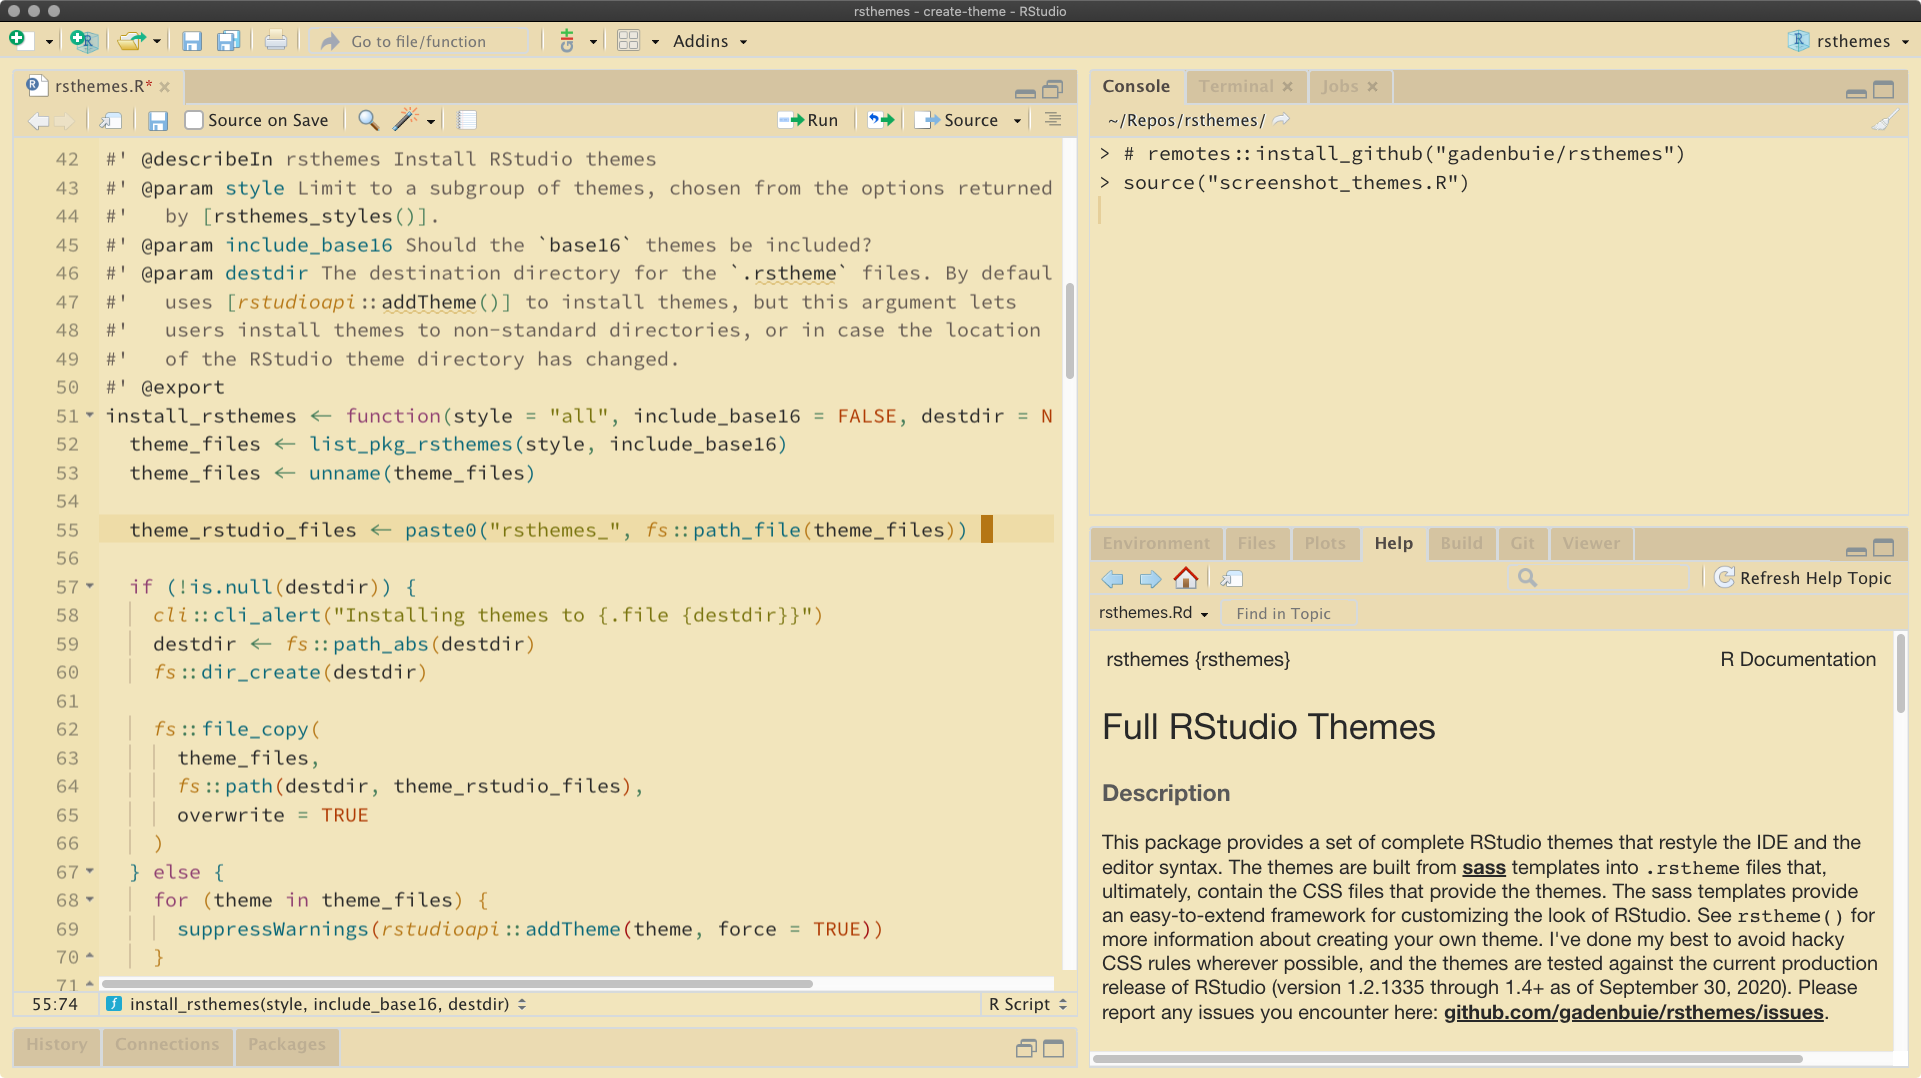 rsthemes - create-theme - RStudio
Go to file/function
Git
Addins
R rsthemes
rsthemes.R*
Source on Save
Run
Source
42 #' @describeIn rsthemes Install RStudio themes
43 #' @param style Limit to a subgroup of themes, chosen from the options returned
44 #'   by [rsthemes_styles()].
45 #' @param include_base16 Should the `base16` themes be included?
46 #' @param destdir The destination directory for the `.rstheme` files. By defaul
47 #'   uses [rstudioapi::addTheme()] to install themes, but this argument lets
48 #'   users install themes to non-standard directories, or in case the location
49 #'   of the RStudio theme directory has changed.
50 #' @export
51 install_rsthemes <- function(style = "all", include_base16 = FALSE, destdir = N
52   theme_files <- list_pkg_rsthemes(style, include_base16)
53   theme_files <- unname(theme_files)
54
55   theme_rstudio_files <- paste0("rsthemes_", fs::path_file(theme_files))
56
57   if (!is.null(destdir)) {
58     cli::cli_alert("Installing themes to {.file {destdir}}")
59     destdir <- fs::path_abs(destdir)
60     fs::dir_create(destdir)
61
62     fs::file_copy(
63       theme_files,
64       fs::path(destdir, theme_rstudio_files),
65       overwrite = TRUE
66     )
67   } else {
68     for (theme in theme_files) {
69       suppressWarnings(rstudioapi::addTheme(theme, force = TRUE))
70     }
71
55:74 install_rsthemes(style, include_base16, destdir) R Script
History Connections Packages
Console Terminal Jobs
~/Repos/rsthemes/
> # remotes::install_github("gadenbuie/rsthemes")
> source("screenshot_themes.R")
Environment Files Plots Help Build Git Viewer
Refresh Help Topic
rsthemes.Rd Find in Topic
rsthemes {rsthemes} R Documentation
Full RStudio Themes
Description
This package provides a set of complete RStudio themes that restyle the IDE and the
editor syntax. The themes are built from sass templates into .rstheme files that,
ultimately, contain the CSS files that provide the themes. The sass templates provide
an easy-to-extend framework for customizing the look of RStudio. See rstheme() for
more information about creating your own theme. I've done my best to avoid hacky
CSS rules wherever possible, and the themes are tested against the current production
release of RStudio (version 1.2.1335 through 1.4+ as of September 30, 2020). Please
report any issues you encounter here: github.com/gadenbuie/rsthemes/issues.